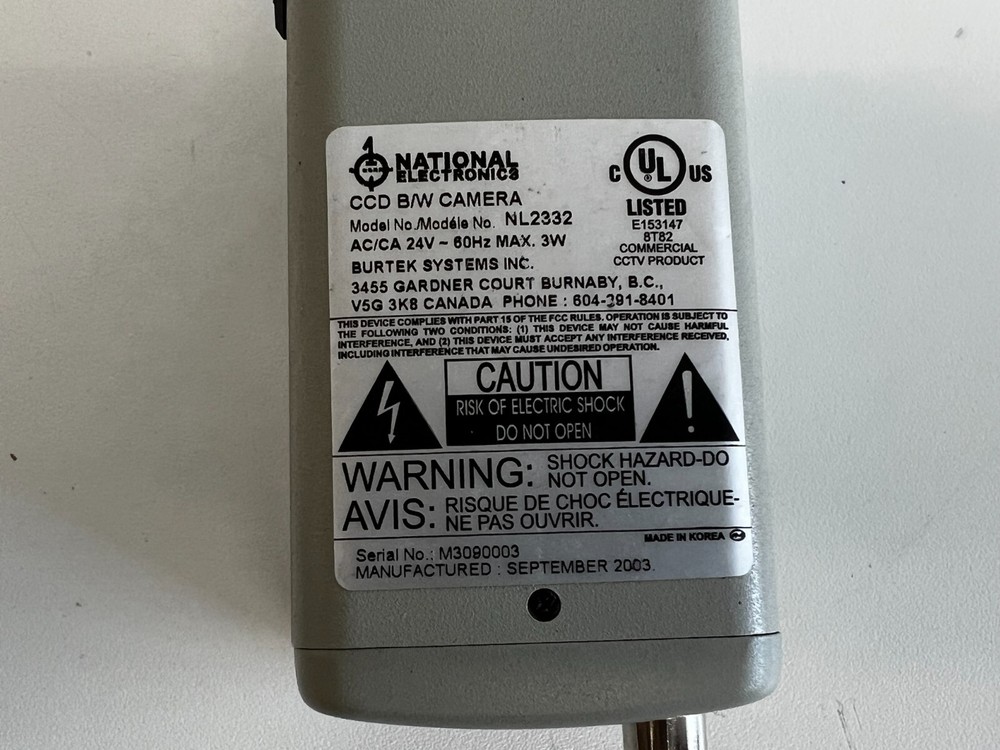 NATIONAL
ELECTRONICS
CCD B/W CAMERA
Model No./Modéle No. NL2332
AC/CA 24V ~ 60Hz MAX. 3W
BURTEK SYSTEMS INC.
3455 GARDNER COURT BURNABY, B.C.,
V5G 3K8 CANADA PHONE : 604-291-8401
C UL ® US
LISTED
E153147
8T82
COMMERCIAL
CCTV PRODUCT
THIS DEVICE COMPLIES WITH PART 15 OF THE FCC RULES. OPERATION IS SUBJECT TO
THE FOLLOWING TWO CONDITIONS: (1) THIS DEVICE MAY NOT CAUSE HARMFUL
INTERFERENCE, AND (2) THIS DEVICE MUST ACCEPT ANY INTERFERENCE RECEIVED,
INCLUDING INTERFERENCE THAT MAY CAUSE UNDESIRED OPERATION.
CAUTION
RISK OF ELECTRIC SHOCK
DO NOT OPEN
WARNING: SHOCK HAZARD-DO
NOT OPEN.
AVIS: RISQUE DE CHOC ÉLECTRIQUE-
NE PAS OUVRIR.
MADE IN KOREA
Serial No.: M3090003
MANUFACTURED : SEPTEMBER 2003.